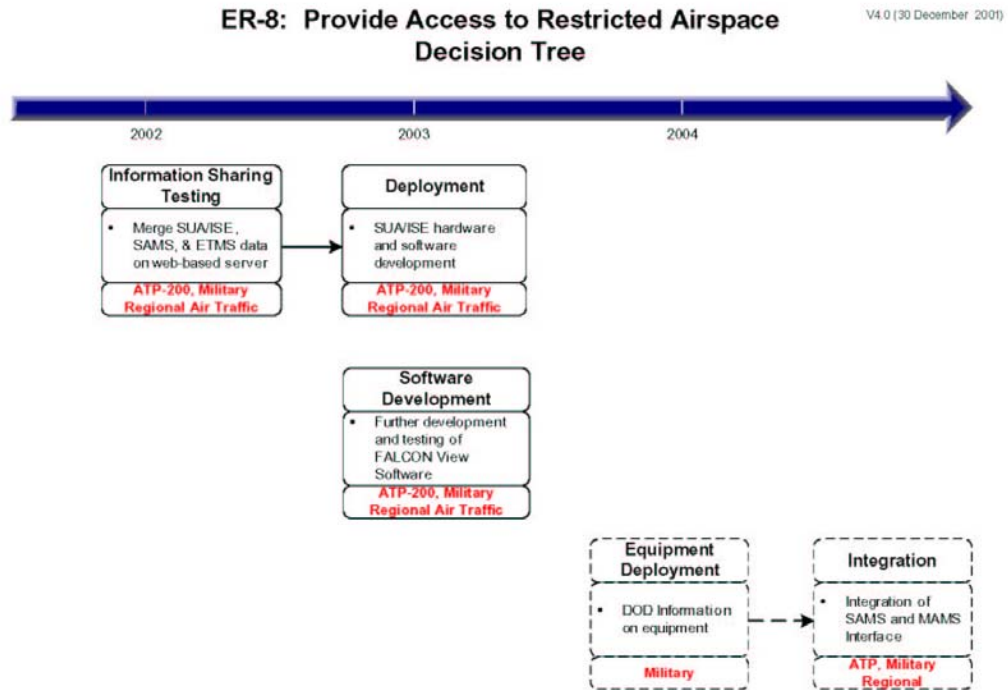 ER-8: Provide Access to Restricted Airspace
Decision Tree
V4.0 (30 December 2001)
2002
2003
2004
Information Sharing
Testing
• Merge SUA/ISE,
SAMS, & ETMS data
on web-based server
ATP-200, Military
Regional Air Traffic
Deployment
• SUA/ISE hardware
and software
development
ATP-200, Military
Regional Air Traffic
Software
Development
• Further development
and testing of
FALCON View
Software
ATP-200, Military
Regional Air Traffic
Equipment
Deployment
• DOD Information
on equipment
Military
Integration
• Integration of
SAMS and MAMS
Interface
ATP, Military
Regional